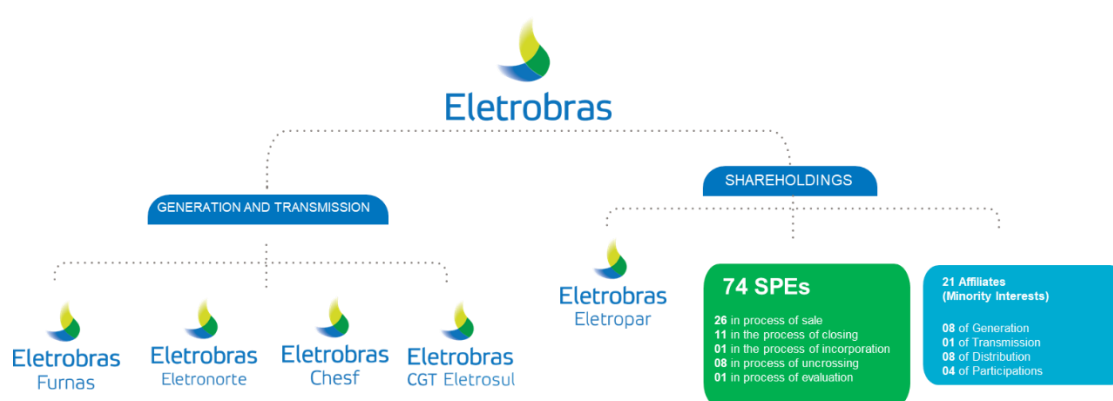 Eletrobras
GENERATION AND TRANSMISSION
SHAREHOLDINGS
Eletrobras
Furnas
Eletrobras
Eletronorte
Eletrobras
Chesf
Eletrobras
CGT Eletrosul
Eletrobras
Eletropar
74 SPEs
26 in process of sale
11 in the process of closing
01 in the process of incorporation
08 in process of uncrossing
01 in process of evaluation
21 Affiliates
(Minority Interests)
08 of Generation
01 of Transmission
08 of Distribution
04 of Participations